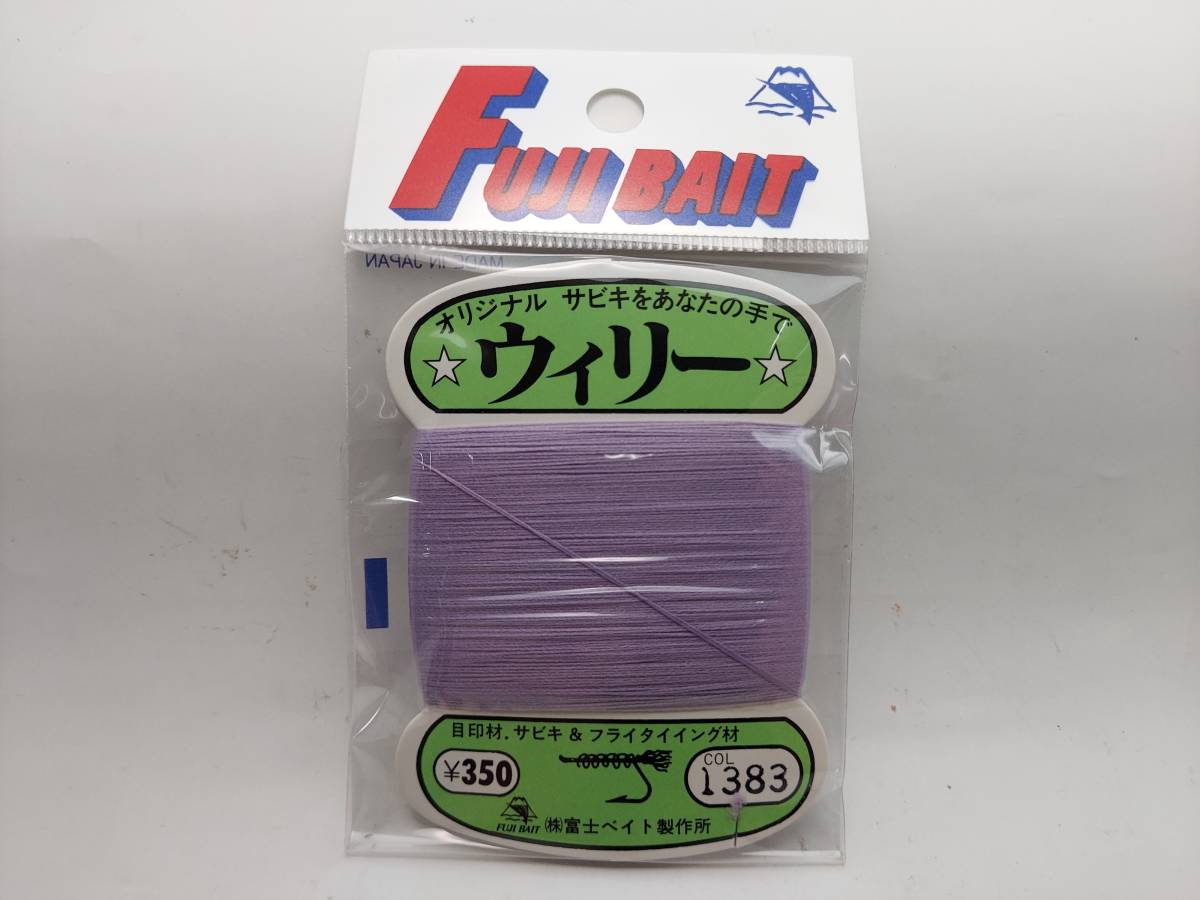 FUJI BAIT
MADE IN JAPAN
オリジナル サビキをあなたの手で
☆ウィリー☆
目印材.サビキ&フライタイイング材
¥350
COL
1383
FUJI BAIT
㈱富士ベイト製作所